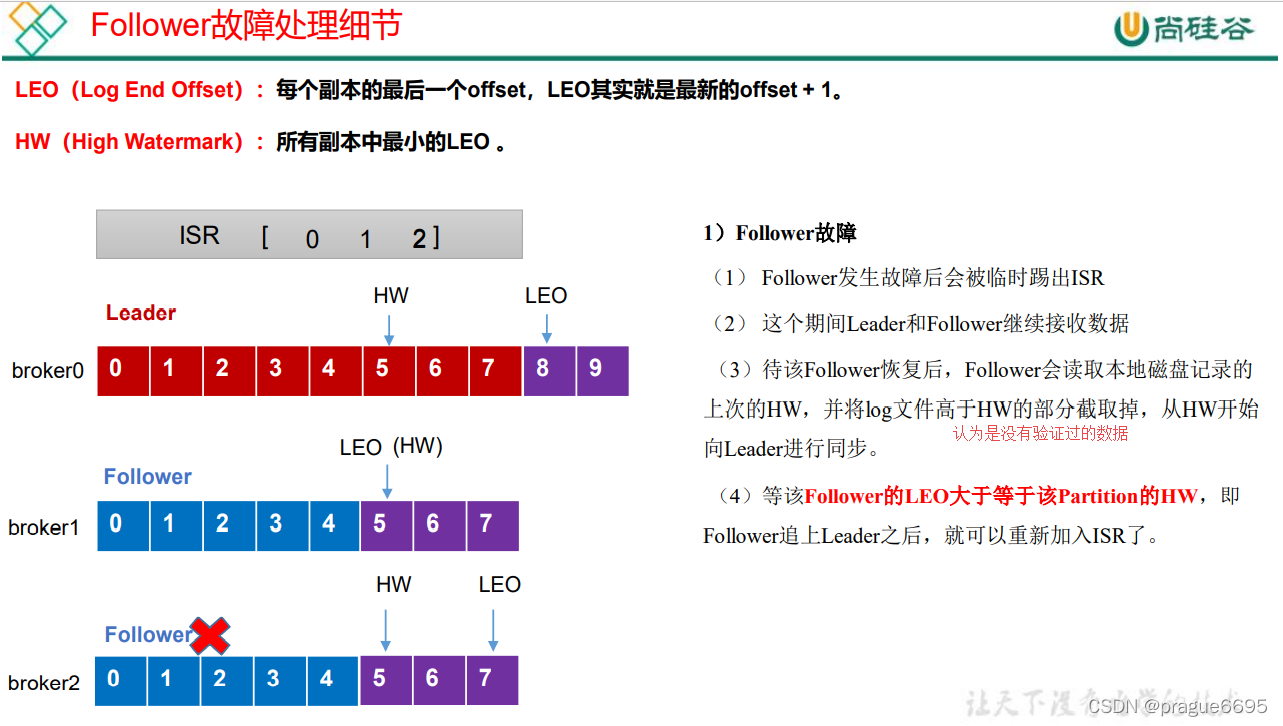 Follower故障处理细节
尚硅谷
LEO（Log End Offset）：每个副本的最后一个offset，LEO其实就是最新的offset + 1。
HW（High Watermark）：所有副本中最小的LEO 。
ISR [ 0 1 2 ]
HW LEO
Leader
broker0 0 1 2 3 4 5 6 7 8 9
LEO (HW)
Follower
broker1 0 1 2 3 4 5 6 7
HW LEO
Follower
broker2 0 1 2 3 4 5 6 7
1）Follower故障
（1） Follower发生故障后会被临时踢出ISR
（2） 这个期间Leader和Follower继续接收数据
（3）待该Follower恢复后，Follower会读取本地磁盘记录的
上次的HW，并将log文件高于HW的部分截取掉，从HW开始
认为是没有验证过的数据
向Leader进行同步。
（4）等该Follower的LEO大于等于该Partition的HW，即
Follower追上Leader之后，就可以重新加入ISR了。
让天下没有难学的技术
CSDN @prague6695